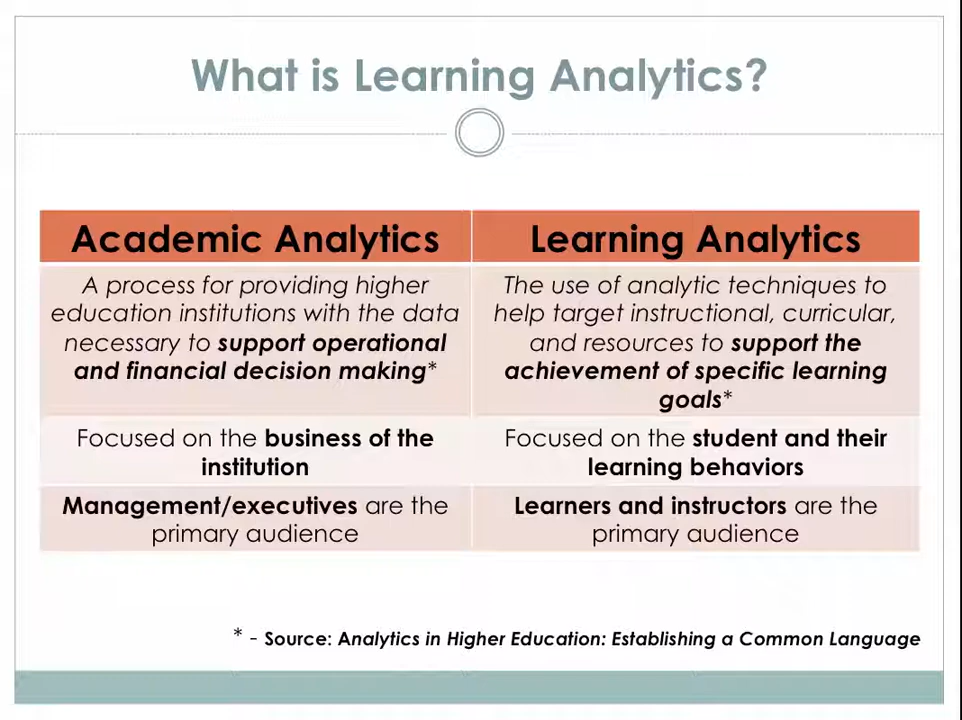 What is Learning Analytics?
Academic Analytics
A process for providing higher
education institutions with the data
necessary to support operational
and financial decision making*
Focused on the business of the
institution
Management/executives are the
primary audience
Learning Analytics
The use of analytic techniques to
help target instructional, curricular,
and resources to support the
achievement of specific learning
goals*
Focused on the student and their
learning behaviors
Learners and instructors are the
primary audience
* - Source: Analytics in Higher Education: Establishing a Common Language